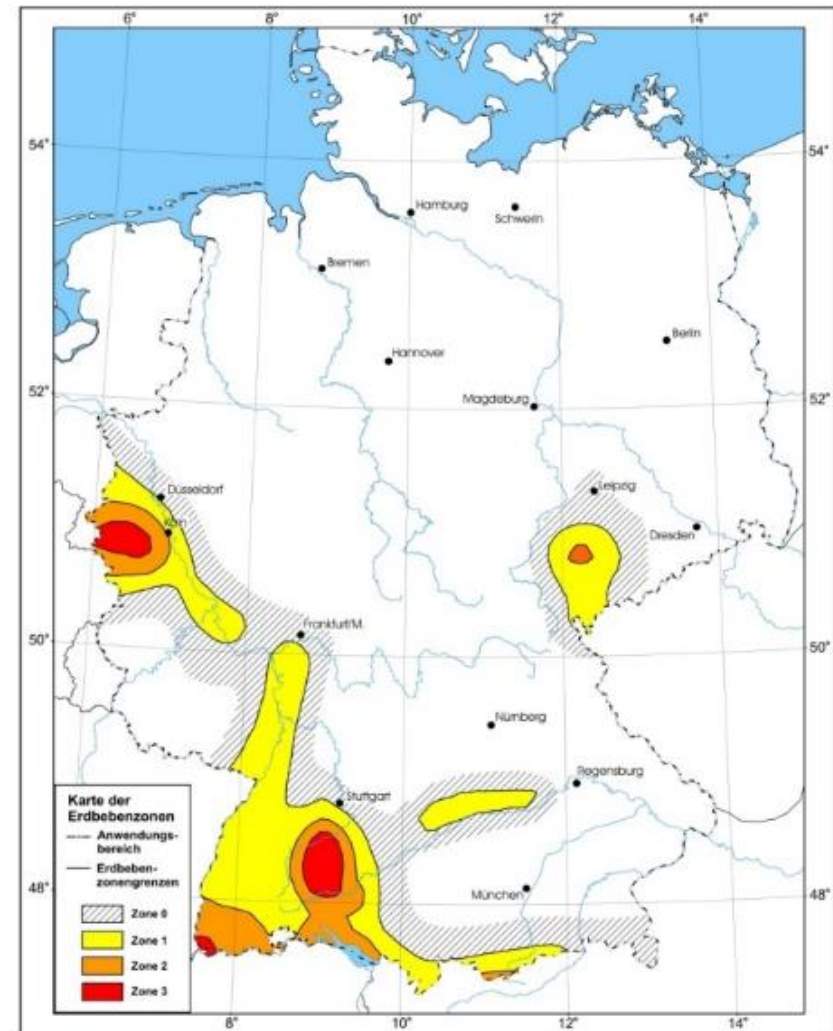 6° 8° 10° 12° 14°
54° 54°
Hamburg
Schwerin
Bremen
Berlin
Hannover
Magdeburg
52° 52°
Düsseldorf
Leipzig
Köln
Dresden
Frankfurt/M.
50° 50°
Nürnberg
Regensburg
Stuttgart
Karte der
Erdbebenzonen
Anwendungs-
bereich
Erdbeben-
zonengrenzen
48° 48°
München
Zone 0
Zone 1
Zone 2
Zone 3
8° 10° 12° 14°